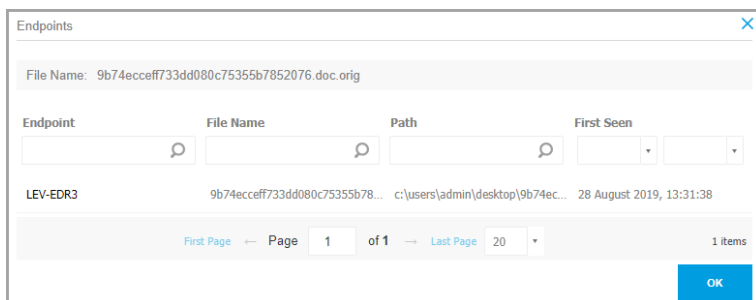 Endpoints
File Name: 9b74ecceff733dd080c75355b7852076.doc.orig
Endpoint File Name Path First Seen
LEV-EDR3 9b74ecceff733dd080c75355b78... c:\users\admin\desktop\9b74ec... 28 August 2019, 13:31:38
First Page ← Page 1 of 1 → Last Page 20 1 items
OK